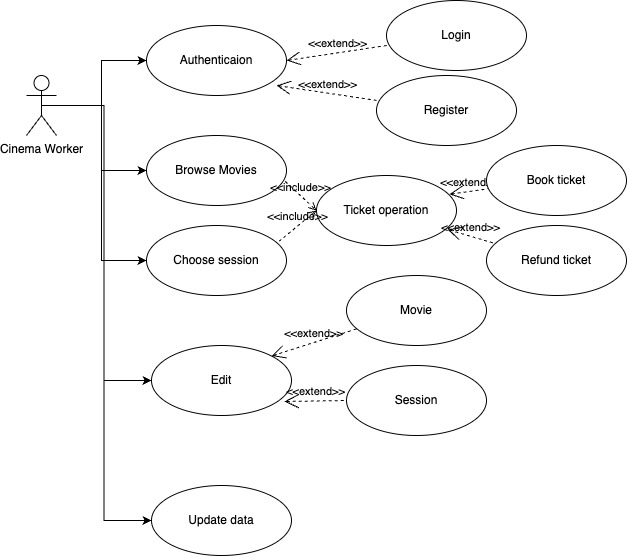 Login
<<extend>>
Authenticaion
<<extend>>
Register
Cinema Worker
Browse Movies
<<include>>
Book ticket
<<extend
Ticket operation
<<include>>
<<extend>>
Choose session
Refund ticket
Movie
<<extend>>
Edit
<<extend>>
Session
Update data